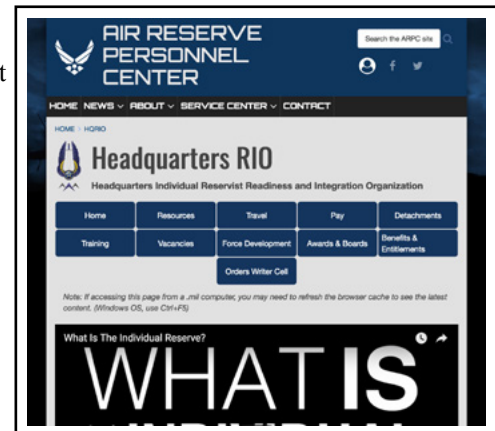 t
AIR RESERVE
PERSONNEL
CENTER
Search the ARPC site
HOME NEWS ABOUT SERVICE CENTER CONTACT
HOME > HQRIO
Headquarters RIO
Headquarters Individual Reservist Readiness and Integration Organization
Home Resources Travel Pay Detachments
Training Vacancies Force Development Awards & Boards Benefits & Entitlements
Orders Writer Cell
Note: If accessing this page from a .mil computer, you may need to refresh the browser cache to see the latest
content. (Windows OS, use Ctrl+F5)
What Is The Individual Reserve?
WHAT IS
INDIVIDUAL